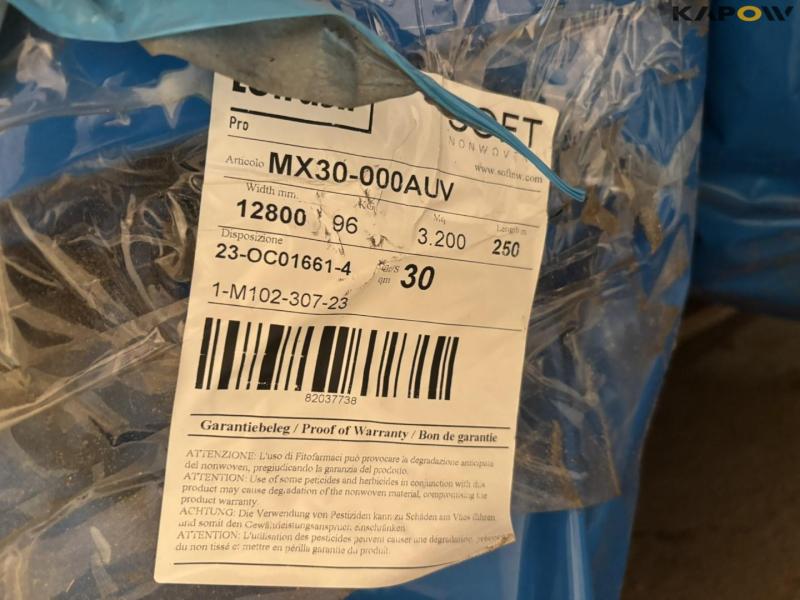 KAPOW
SOFT
Pro
NONWOVEN
www.softnw.com
Articolo MX30-000AUV
Width mm. KG Mq. Length m
12800 96 3.200 250
Disposizione
23-OC01661-4 qm 30
1-M102-307-23
82037738
Garantiebeleg / Proof of Warranty / Bon de garantie
ATTENZIONE: L'uso di Fitofarmaci può provocare la degradazione anticipata
del nonwoven, pregiudicando la garanzia del prodotto.
ATTENTION: Use of some peticides and herbicides in conjunction with this
product may cause degradation of the nonwoven material, compromising the
product warranty.
ACHTUNG: Die Verwendung von Pestiziden kann zu Schäden am Vlies führen
und somit den Gewährleistungsanspruch einschränken.
ATTENTION: L'utilisation des pesticides peuvent causer une degradation,
du non tissé et mettre en périlla garantie du produit.